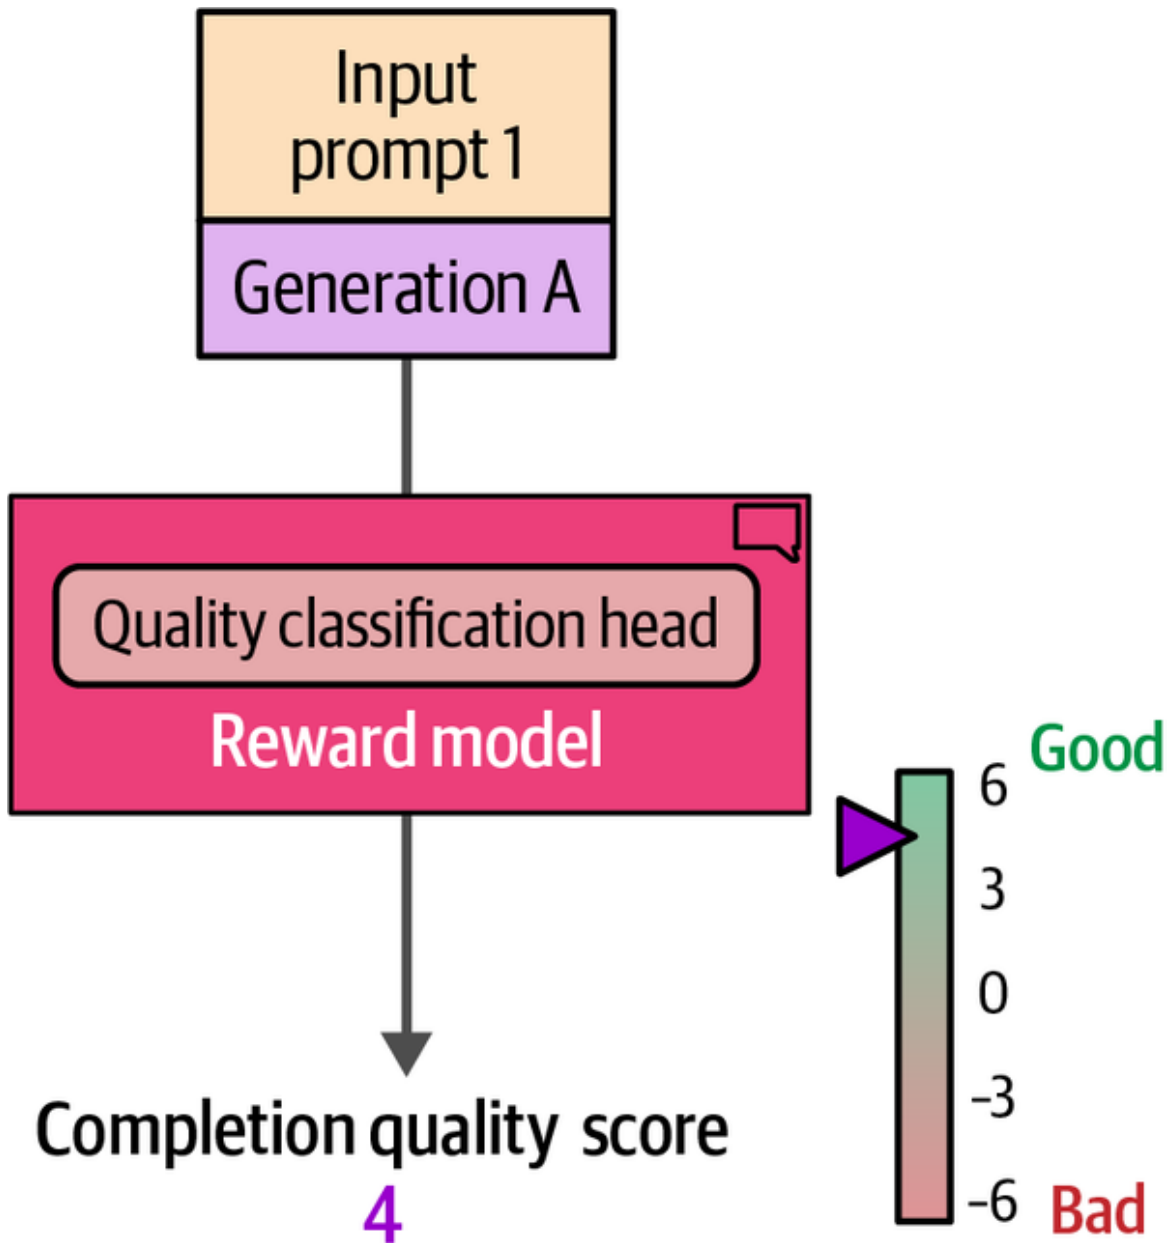 Input
prompt 1
Generation A
Quality classification head
Reward model
Good
6
3
0
-3
-6
Bad
Completion quality score
4